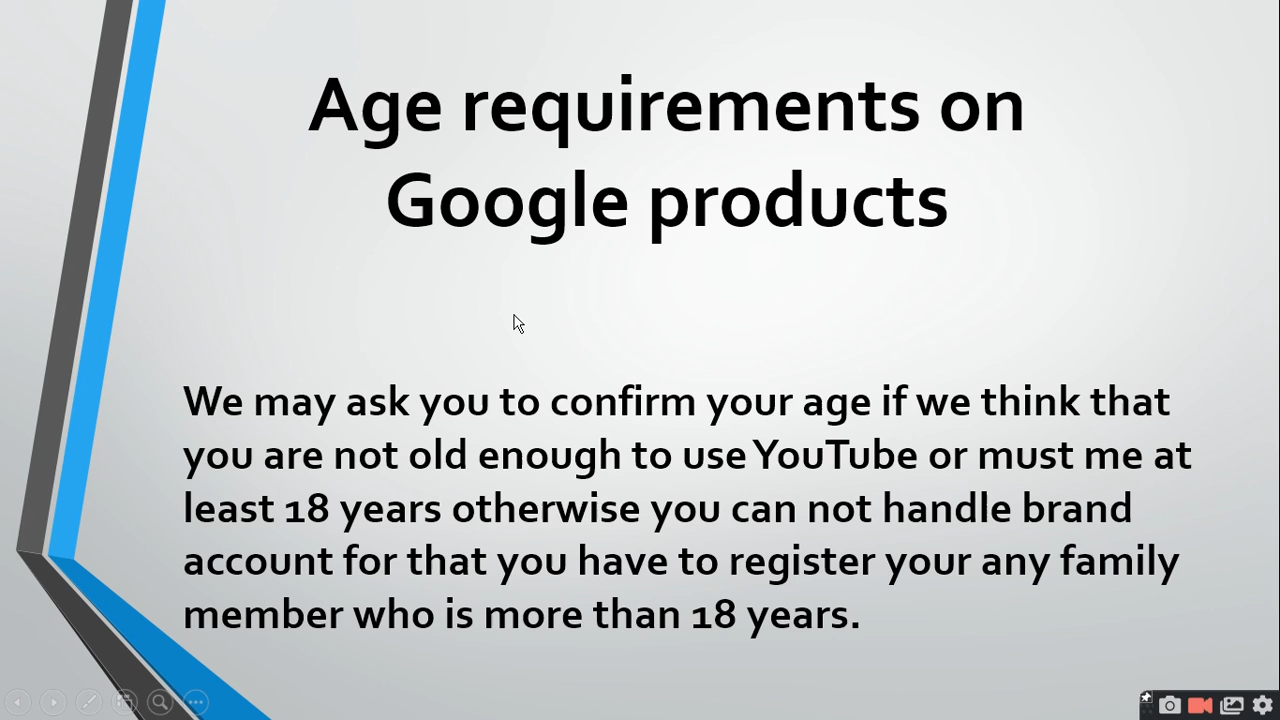 Age requirements on
Google products
We may ask you to confirm your age if we think that
you are not old enough to use YouTube or must me at
least 18 years otherwise you can not handle brand
account for that you have to register your any family
member who is more than 18 years.